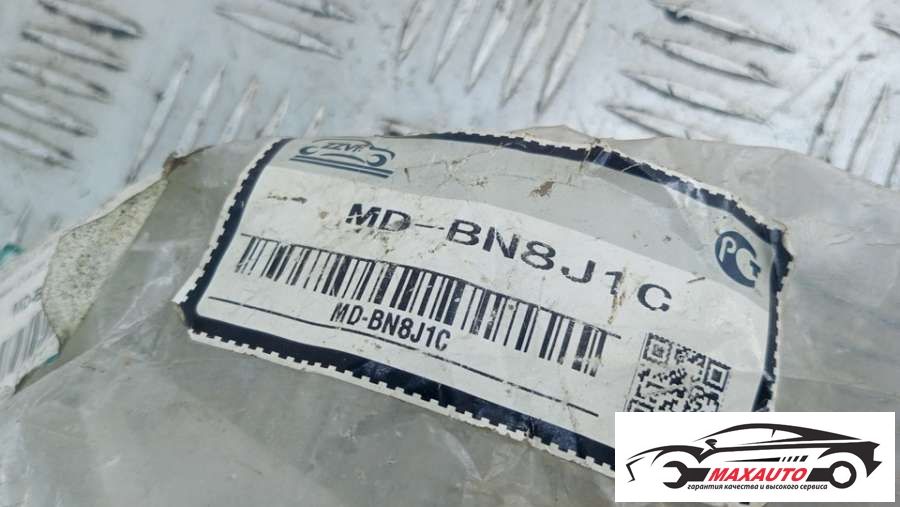 ZZVF
MD-BN8J1C
PG
MD-BN8J1C
MAXAUTO
гарантия качества и высокого сервиса